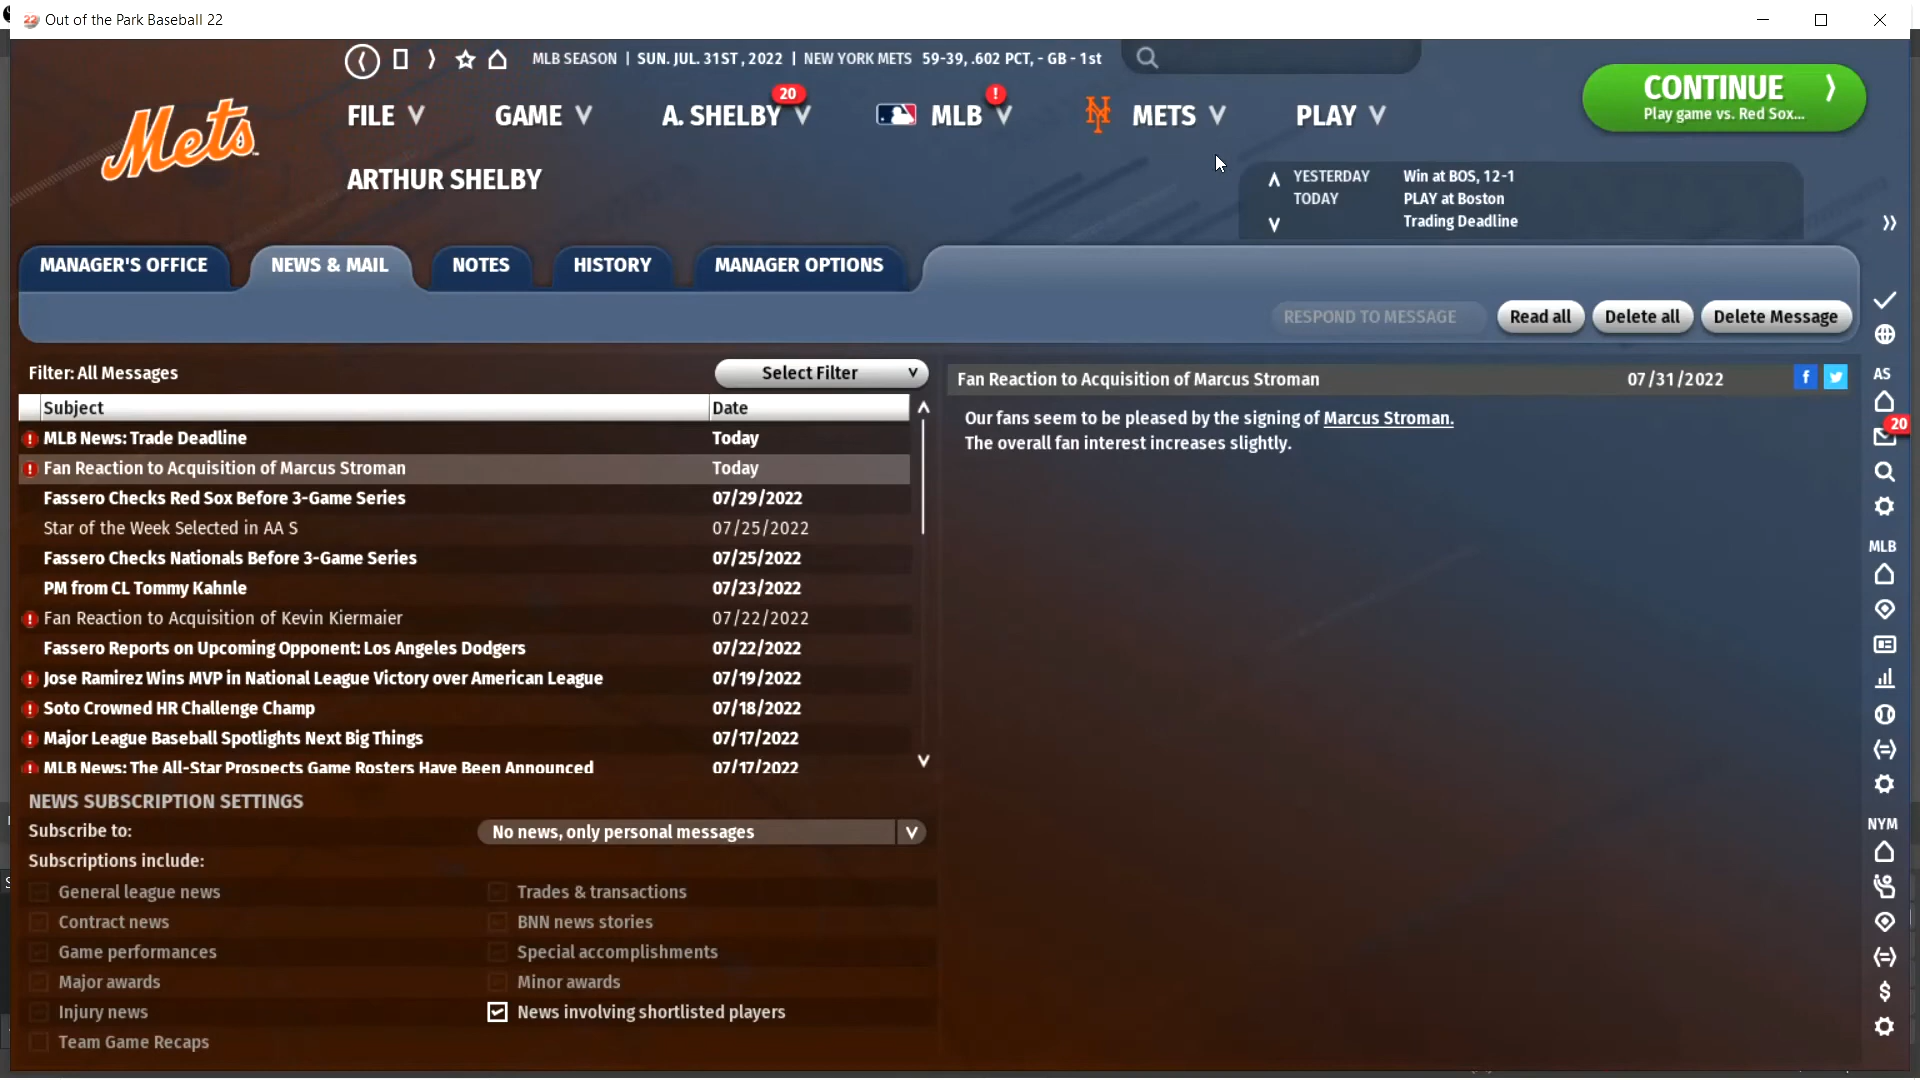 Out of the Park Baseball 22
MLB SEASON | SUN. JUL. 31ST, 2022 | NEW YORK METS 59-39, .602 PCT, - GB - 1st
Mets
FILE
GAME
A. SHELBY
20
MLB
!
METS
PLAY
CONTINUE
Play game vs. Red Sox...
ARTHUR SHELBY
YESTERDAY Win at BOS, 12-1
TODAY PLAY at Boston
Trading Deadline
MANAGER'S OFFICE
NEWS & MAIL
NOTES
HISTORY
MANAGER OPTIONS
RESPOND TO MESSAGE
Read all
Delete all
Delete Message
Filter: All Messages
Select Filter
Subject Date
MLB News: Trade Deadline Today
Fan Reaction to Acquisition of Marcus Stroman Today
Fassero Checks Red Sox Before 3-Game Series 07/29/2022
Star of the Week Selected in AA S 07/25/2022
Fassero Checks Nationals Before 3-Game Series 07/25/2022
PM from CL Tommy Kahnle 07/23/2022
Fan Reaction to Acquisition of Kevin Kiermaier 07/22/2022
Fassero Reports on Upcoming Opponent: Los Angeles Dodgers 07/22/2022
Jose Ramirez Wins MVP in National League Victory over American League 07/19/2022
Soto Crowned HR Challenge Champ 07/18/2022
Major League Baseball Spotlights Next Big Things 07/17/2022
MLB News: The All-Star Prospects Game Rosters Have Been Announced 07/17/2022
Fan Reaction to Acquisition of Marcus Stroman 07/31/2022
Our fans seem to be pleased by the signing of Marcus Stroman.
The overall fan interest increases slightly.
NEWS SUBSCRIPTION SETTINGS
Subscribe to: No news, only personal messages
Subscriptions include:
General league news Trades & transactions
Contract news BNN news stories
Game performances Special accomplishments
Major awards Minor awards
Injury news News involving shortlisted players
Team Game Recaps
AS
20
MLB
NYM